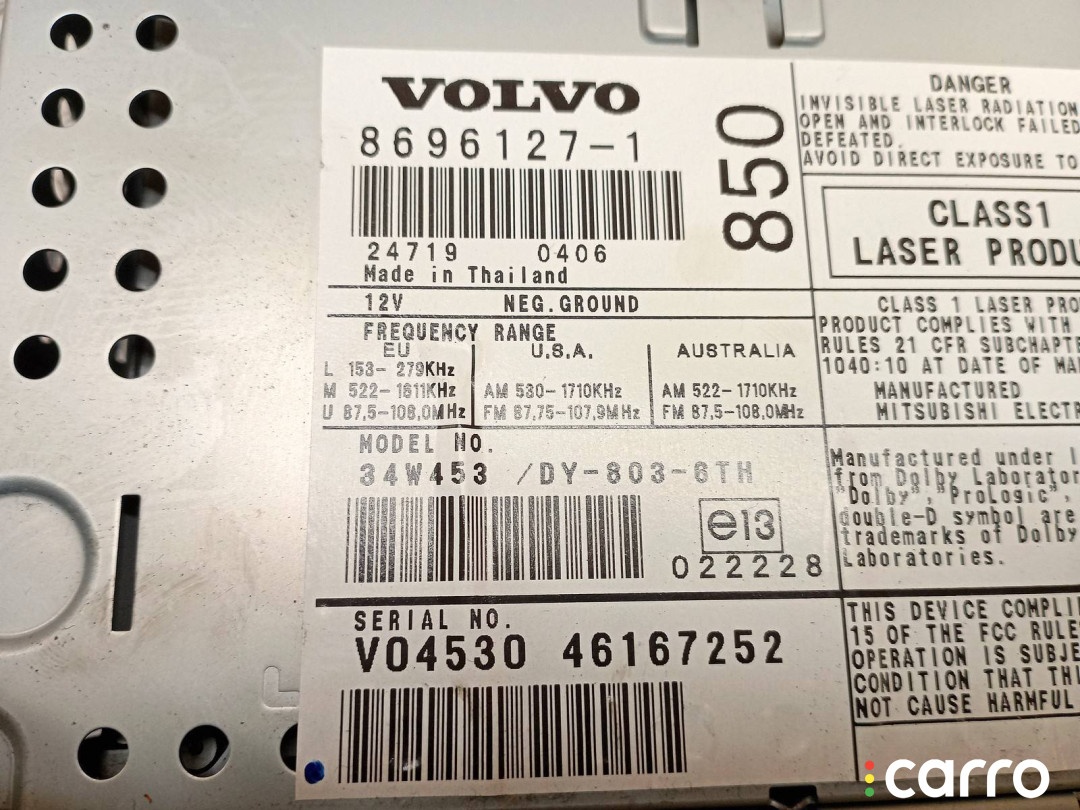 VOLVO
8696127-1
850
24719 0406
Made in Thailand
12V NEG.GROUND
FREQUENCY RANGE
EU U.S.A. AUSTRALIA
L 153-279KHz
M 522-1611KHz AM 530-1710KHz AM 522-1710KHz
U 87,5-108,0MHz FM 87,75-107,9MHz FM 87,5-108,0MHz
MODEL NO.
34W453 /DY-803-6TH
e13
022228
SERIAL NO.
V04530 46167252
DANGER
INVISIBLE LASER RADIATION
OPEN AND INTERLOCK FAILED
DEFEATED.
AVOID DIRECT EXPOSURE TO
CLASS1
LASER PRODU
CLASS 1 LASER PRO
PRODUCT COMPLIES WITH
RULES 21 CFR SUBCHAPTE
1040:10 AT DATE OF MA
MANUFACTURED
MITSUBISHI ELECTR
Manufactured under l
from Dolby Laborator
"Dolby","ProLogic",
double-D symbol are
trademarks of Dolby
Laboratories.
THIS DEVICE COMPLI
15 OF THE FCC RULE
OPERATION IS SUBJE
CONDITION THAT THI
NOT CAUSE HARMFUL
carro